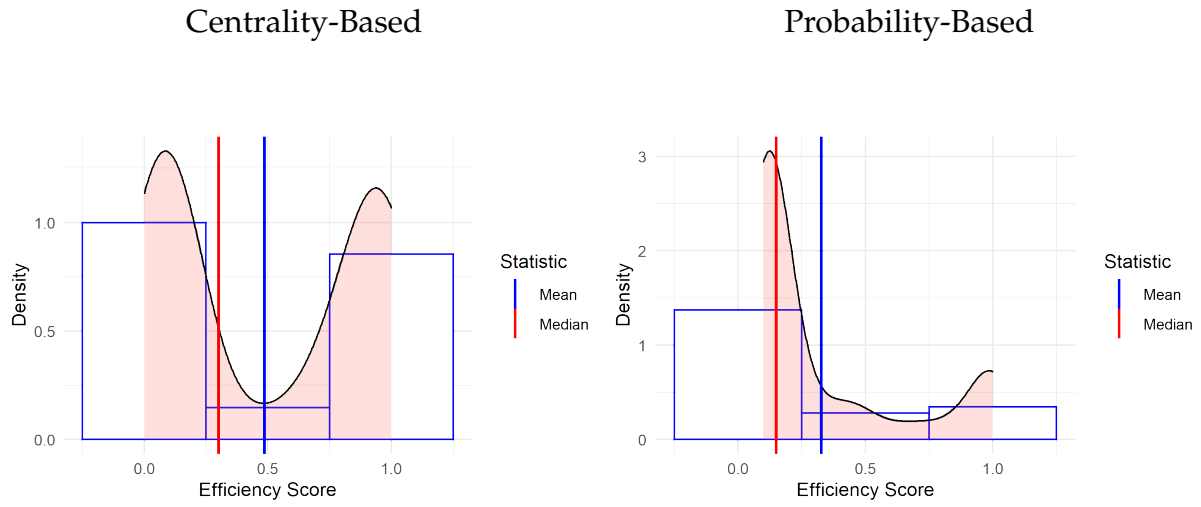 Centrality-Based
Probability-Based
Density
1.0
0.5
0.0
0.0
0.5
1.0
Efficiency Score
Statistic
Mean
Median
Density
3
2
1
0
0.0
0.5
1.0
Efficiency Score
Statistic
Mean
Median